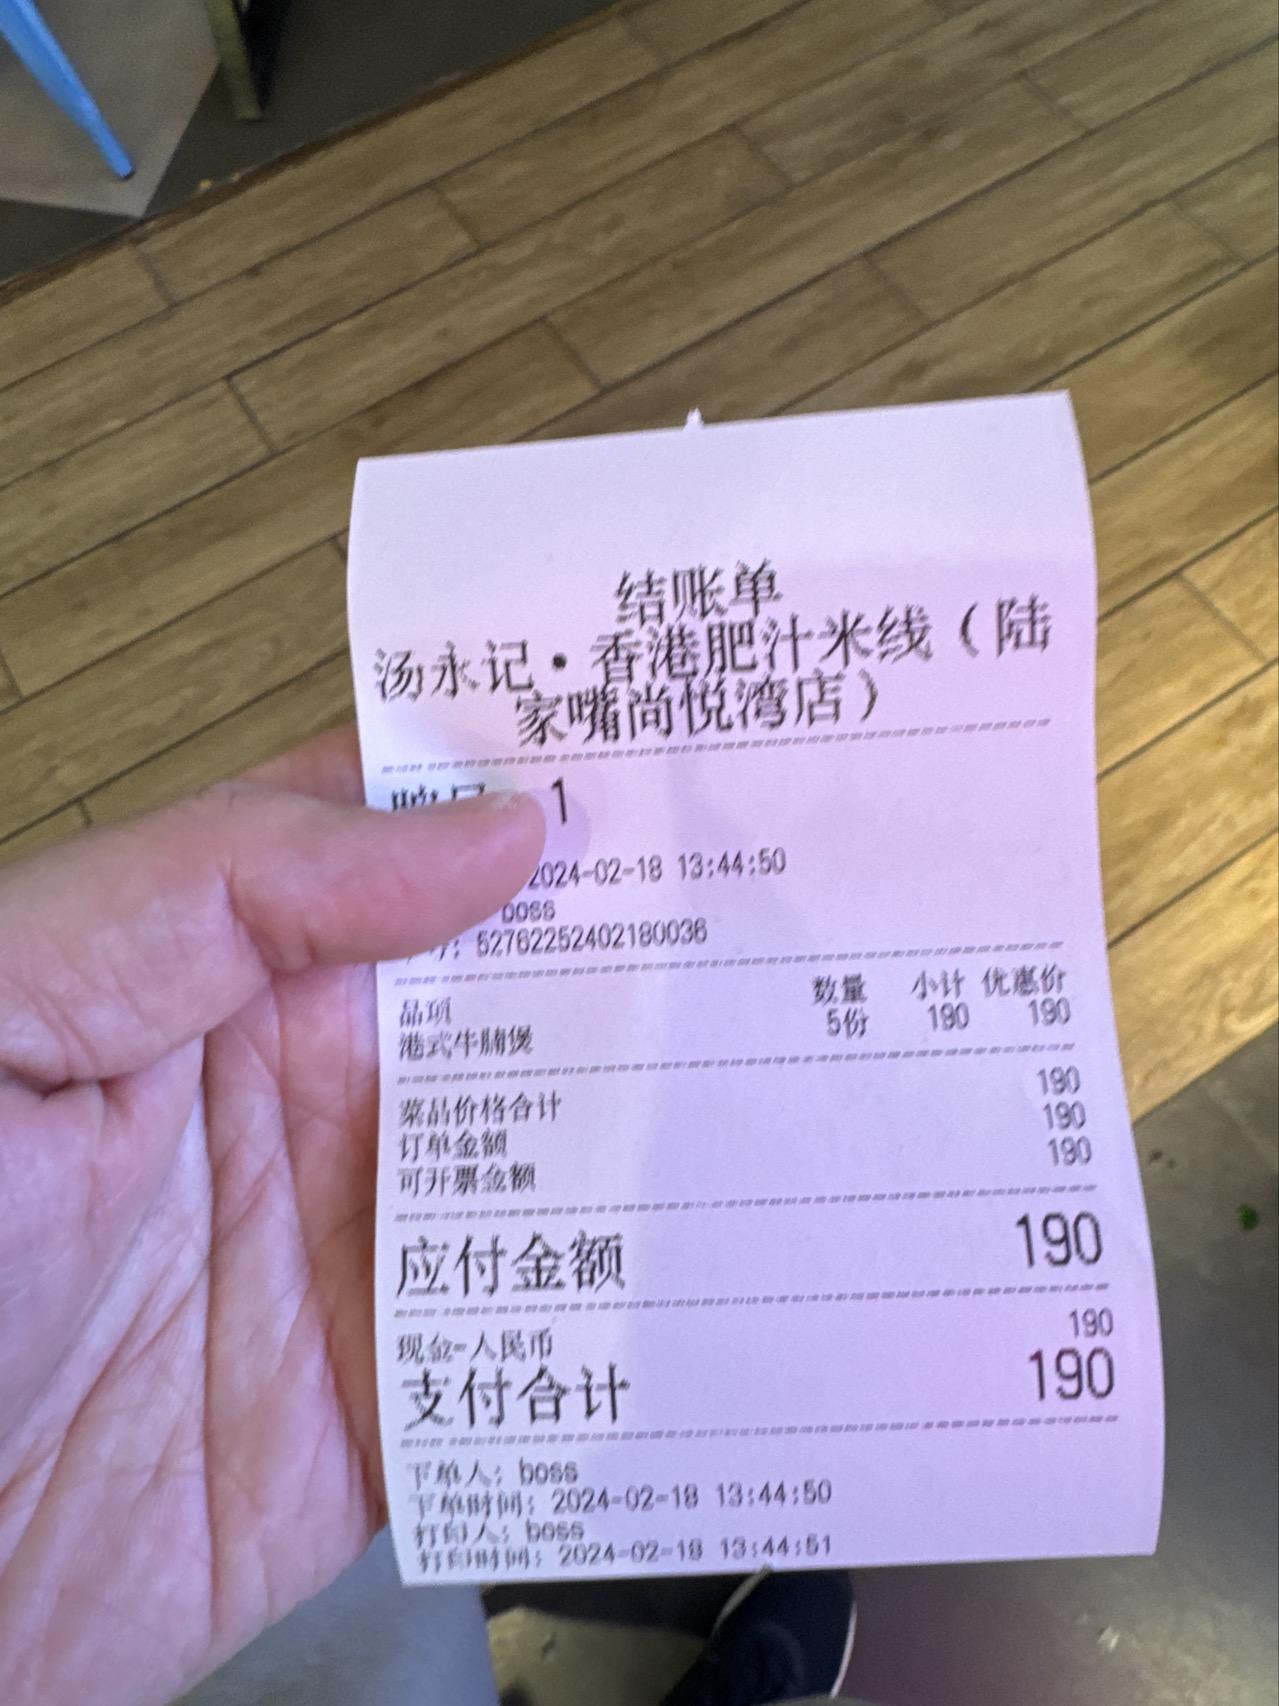 结账单
汤永记·香港肥汁米线（陆
家嘴尚悦湾店）
1
2024-02-18 13:44:50
boss
52762252402180036
品项 数量 小计 优惠价
港式牛腩煲 5份 190 190
菜品价格合计 190
订单金额 190
可开票金额 190
应付金额 190
现金-人民币 190
支付合计 190
下单人: boss
下单时间: 2024-02-18 13:44:50
打印人: boss
打印时间: 2024-02-18 13:44:51